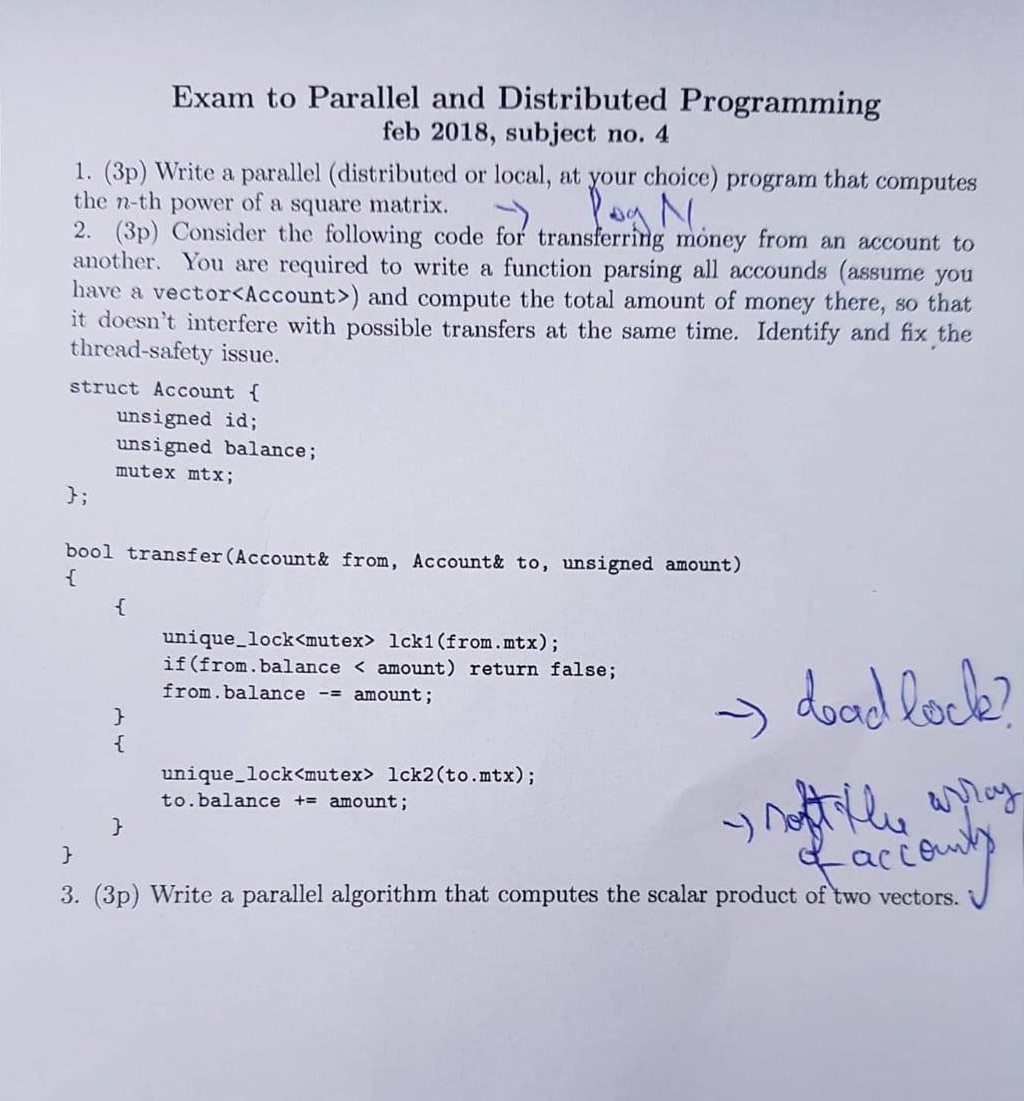 Exam to Parallel and Distributed Programming
feb 2018, subject no. 4
1. (3p) Write a parallel (distributed or local, at your choice) program that computes
the n-th power of a square matrix.
→ log N
2. (3p) Consider the following code for transferring money from an account to
another. You are required to write a function parsing all accounds (assume you
have a vector<Account>) and compute the total amount of money there, so that
it doesn't interfere with possible transfers at the same time. Identify and fix the
thread-safety issue.
struct Account {
unsigned id;
unsigned balance;
mutex mtx;
};
bool transfer(Account& from, Account& to, unsigned amount)
{
{
unique_lock<mutex> lck1(from.mtx);
if(from.balance < amount) return false;
from.balance -= amount;
}
{
unique_lock<mutex> lck2(to.mtx);
to.balance += amount;
}
}
→ deadlock?
→ sort the array
of accounts
3. (3p) Write a parallel algorithm that computes the scalar product of two vectors. ✓